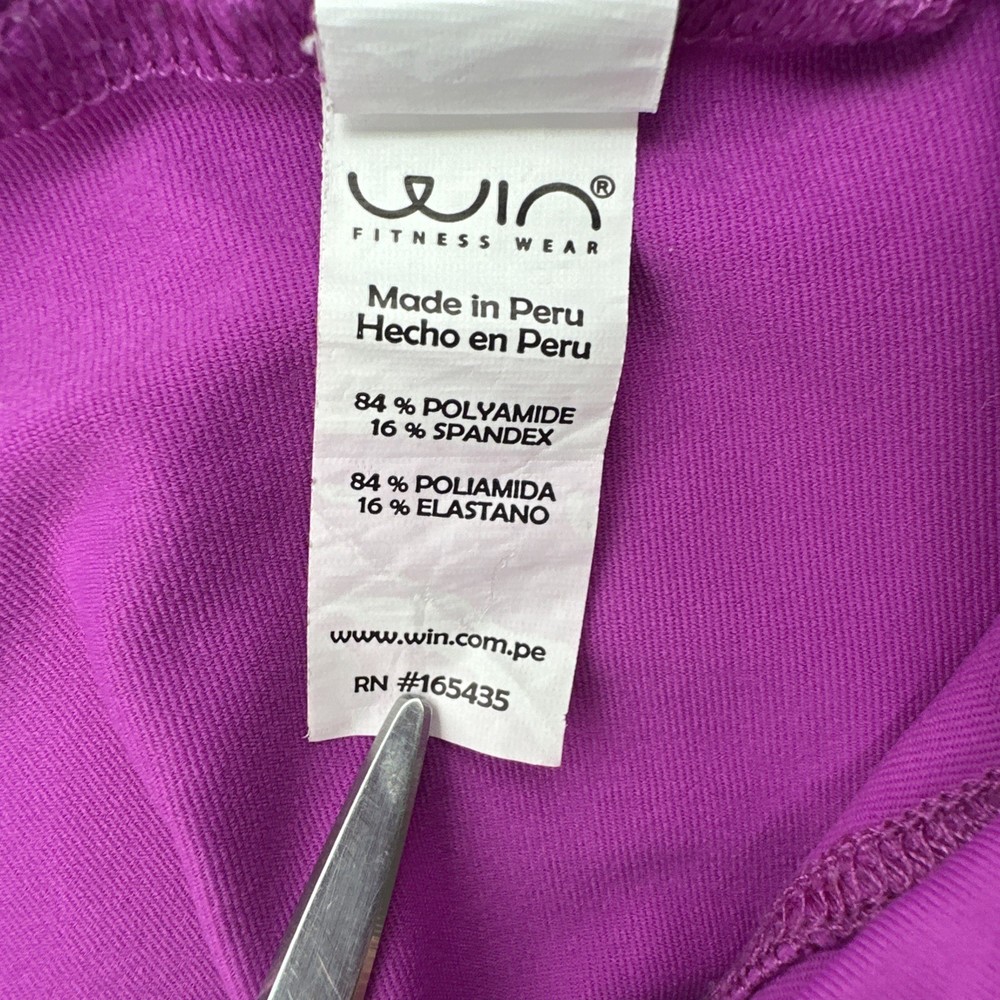 WIN®
FITNESS WEAR
Made in Peru
Hecho en Peru
84 % POLYAMIDE
16 % SPANDEX
84 % POLIAMIDA
16 % ELASTANO
www.win.com.pe
RN #165435